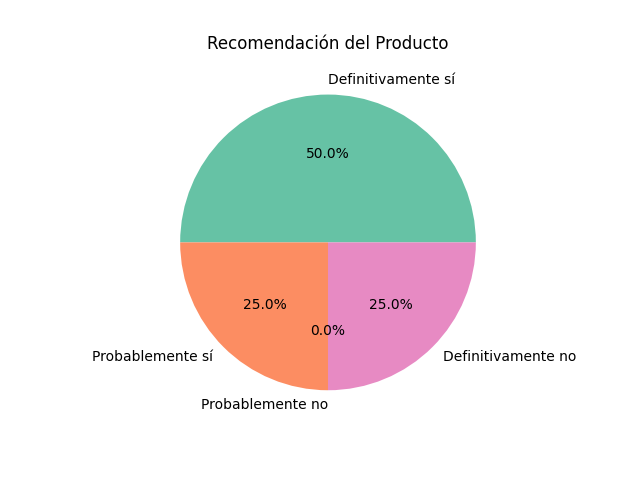 Recomendación del Producto
Definitivamente sí
50.0%
25.0%
25.0%
0.0%
Probablemente sí
Definitivamente no
Probablemente no